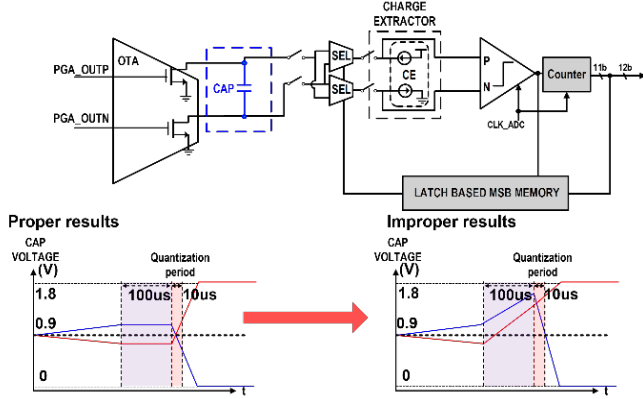 CHARGE
EXTRACTOR
OTA
PGA_OUTP
CAP
SEL
CE
P
Counter
11b
12b
PGA_OUTN
SEL
N
CLK_ADC
LATCH BASED MSB MEMORY
Proper results
Improper results
CAP
VOLTAGE
(V)
Quantization
period
1.8
100us
10us
0.9
0
t
CAP
VOLTAGE
(V)
Quantization
period
1.8
100us
10us
0.9
0
t